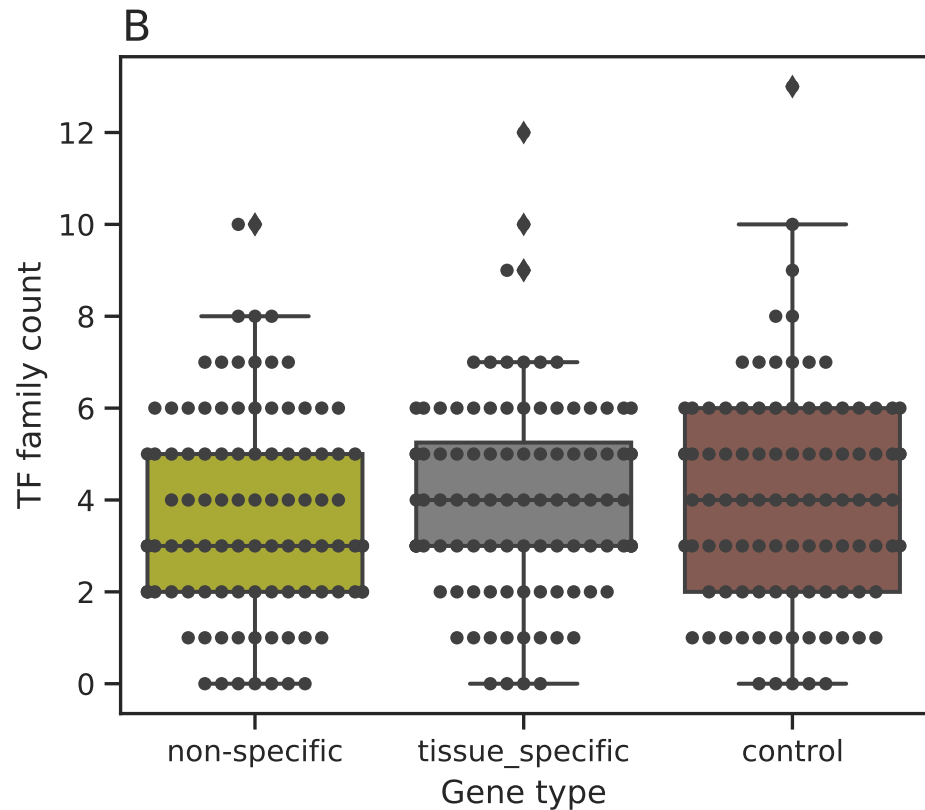 B
TF family count
12
10
8
6
4
2
0
non-specific tissue_specific control
Gene type